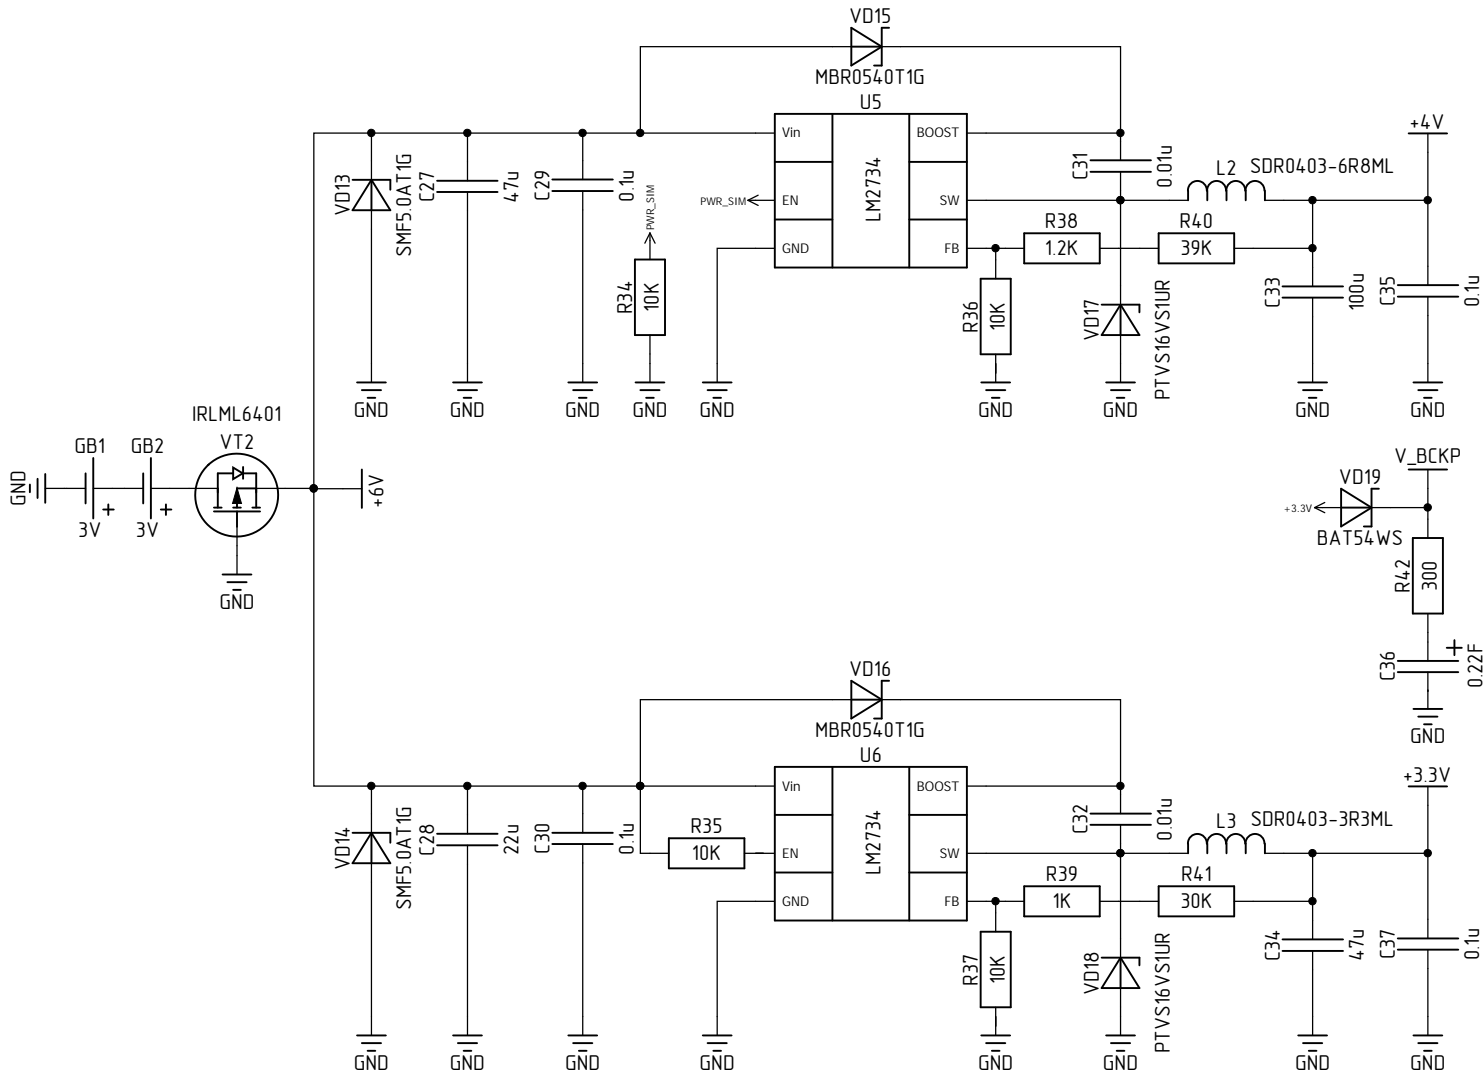 VD15
MBR0540T1G
U5
Vin
BOOST
EN
SW
GND
FB
LM2734
PWR_SIM
VD13
SMF5.0AT1G
C27
47u
C29
0.1u
PWR_SIM
R34
10K
C31
0.01u
L2
SDR0403-6R8ML
+4V
R38
1.2K
R40
39K
R36
10K
VD17
PTVS16VS1UR
C33
100u
C35
0.1u
GND
GND
GND
GND
GND
GND
GND
GND
GND
IRLML6401
VT2
GB1
GB2
GND
3V
+
3V
+
+6V
GND
V_BCKP
VD19
+3.3V
BAT54WS
R42
300
C36
+
0.22F
GND
VD16
MBR0540T1G
U6
Vin
BOOST
EN
SW
GND
FB
LM2734
VD14
SMF5.0AT1G
C28
22u
C30
0.1u
R35
10K
C32
0.01u
L3
SDR0403-3R3ML
+3.3V
R39
1K
R41
30K
R37
10K
VD18
PTVS16VS1UR
C34
47u
C37
0.1u
GND
GND
GND
GND
GND
GND
GND
GND